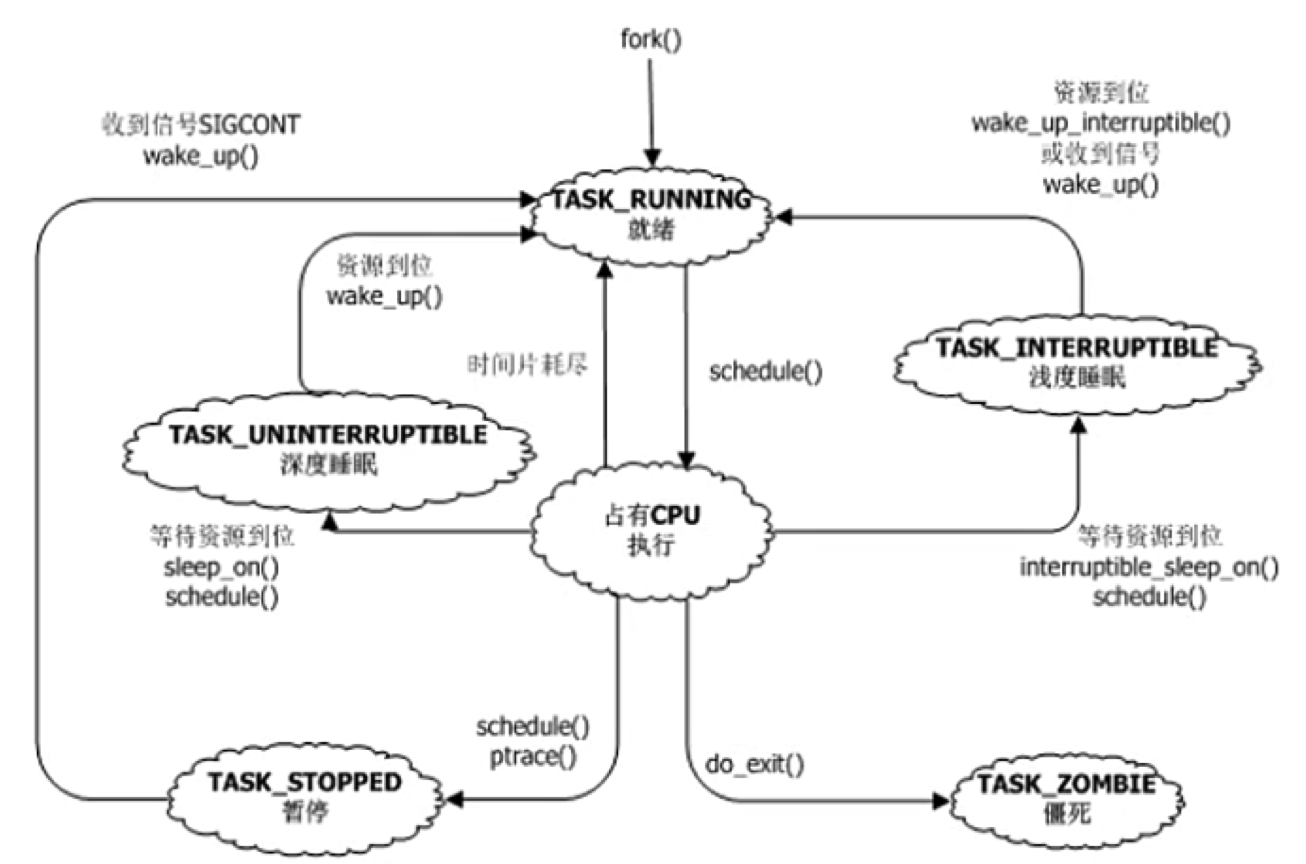 fork()
收到信号SIGCONT
wake_up()
资源到位
wake_up_interruptible()
或收到信号
wake_up()
TASK_RUNNING
就绪
资源到位
wake_up()
时间片耗尽
schedule()
TASK_INTERRUPTIBLE
浅度睡眠
TASK_UNINTERRUPTIBLE
深度睡眠
占有CPU
执行
等待资源到位
sleep_on()
schedule()
等待资源到位
interruptible_sleep_on()
schedule()
schedule()
ptrace()
do_exit()
TASK_STOPPED
暂停
TASK_ZOMBIE
僵死